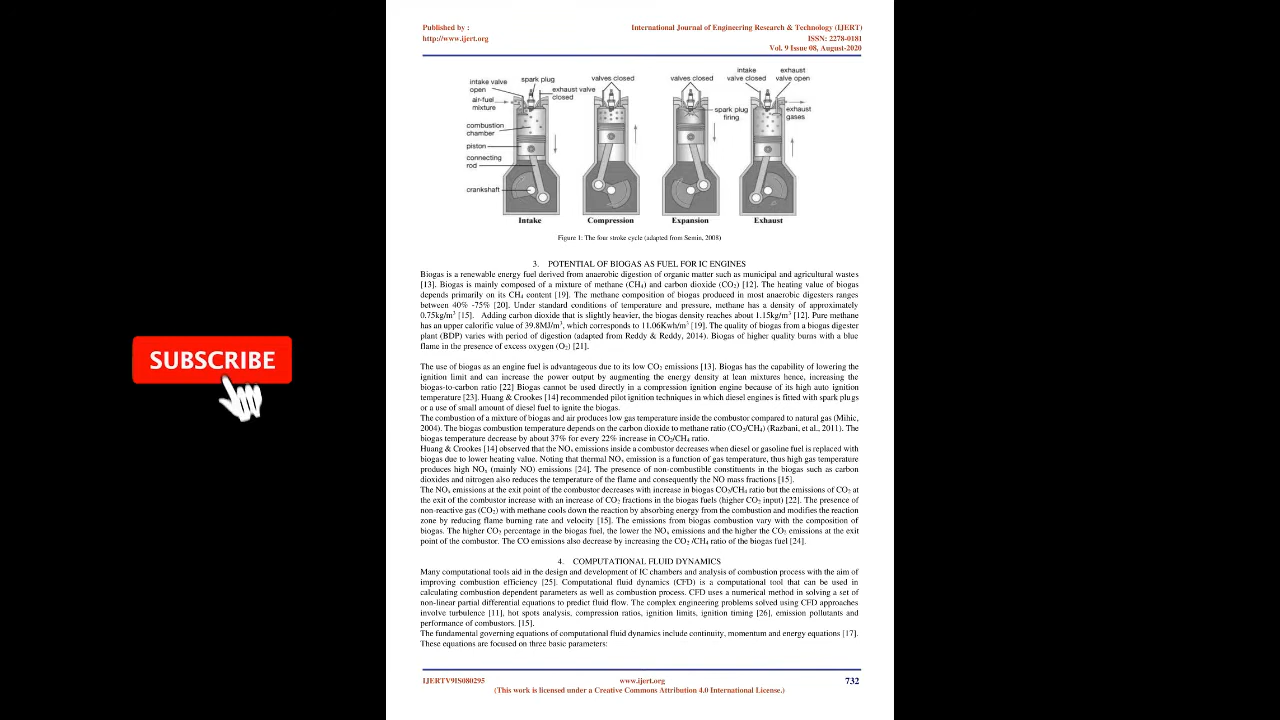 Published by :
http://www.ijert.org
International Journal of Engineering Research & Technology (IJERT)
ISSN: 2278-0181
Vol. 9 Issue 08, August-2020
intake valve open
spark plug
exhaust valve closed
air-fuel mixture
combustion chamber
piston
connecting rod
crankshaft
valves closed
valves closed
spark plug firing
intake valve closed
exhaust valve open
exhaust gases
Intake
Compression
Expansion
Exhaust
Figure 1: The four stroke cycle (adapted from Semin, 2008)
3. POTENTIAL OF BIOGAS AS FUEL FOR IC ENGINES
Biogas is a renewable energy fuel derived from anaerobic digestion of organic matter such as municipal and agricultural wastes
[13]. Biogas is mainly composed of a mixture of methane (CH4) and carbon dioxide (CO2) [12]. The heating value of biogas
depends primarily on its CH4 content [19]. The methane composition of biogas produced in most anaerobic digesters ranges
between 40% -75% [20]. Under standard conditions of temperature and pressure, methane has a density of approximately
0.75kg/m3 [15]. Adding carbon dioxide that is slightly heavier, the biogas density reaches about 1.15kg/m3 [12]. Pure methane
has an upper calorific value of 39.8MJ/m3, which corresponds to 11.06Kwh/m3 [19]. The quality of biogas from a biogas digester
plant (BDP) varies with period of digestion (adapted from Reddy & Reddy, 2014). Biogas of higher quality burns with a blue
flame in the presence of excess oxygen (O2) [21].
The use of biogas as an engine fuel is advantageous due to its low CO2 emissions [13]. Biogas has the capability of lowering the
ignition limit and can increase the power output by augmenting the energy density at lean mixtures hence, increasing the
biogas-to-carbon ratio [22] Biogas cannot be used directly in a compression ignition engine because of its high auto ignition
temperature [23]. Huang & Crookes [14] recommended pilot ignition techniques in which diesel engines is fitted with spark plugs
or a use of small amount of diesel fuel to ignite the biogas.
The combustion of a mixture of biogas and air produces low gas temperature inside the combustor compared to natural gas (Mihic,
2004). The biogas combustion temperature depends on the carbon dioxide to methane ratio (CO2/CH4) (Razbani, et al., 2011). The
biogas temperature decrease by about 37% for every 22% increase in CO2/CH4 ratio.
Huang & Crookes [14] observed that the NOx emissions inside a combustor decreases when diesel or gasoline fuel is replaced with
biogas due to lower heating value. Noting that thermal NOx emission is a function of gas temperature, thus high gas temperature
produces high NOx (mainly NO) emissions [24]. The presence of non-combustible constituents in the biogas such as carbon
dioxides and nitrogen also reduces the temperature of the flame and consequently the NO mass fractions [15].
The NOx emissions at the exit point of the combustor decreases with increase in biogas CO2/CH4 ratio but the emissions of CO2 at
the exit of the combustor increase with an increase of CO2 fractions in the biogas fuels (higher CO2 input) [22]. The presence of
non-reactive gas (CO2) with methane cools down the reaction by absorbing energy from the combustion and modifies the reaction
zone by reducing flame burning rate and velocity [15]. The emissions from biogas combustion vary with the composition of
biogas. The higher CO2 percentage in the biogas fuel, the lower the NOx emissions and the higher the CO2 emissions at the exit
point of the combustor. The CO emissions also decrease by increasing the CO2 /CH4 ratio of the biogas fuel [24].
4. COMPUTATIONAL FLUID DYNAMICS
Many computational tools aid in the design and development of IC chambers and analysis of combustion process with the aim of
improving combustion efficiency [25]. Computational fluid dynamics (CFD) is a computational tool that can be used in
calculating combustion dependent parameters as well as combustion process. CFD uses a numerical method in solving a set of
non-linear partial differential equations to predict fluid flow. The complex engineering problems solved using CFD approaches
involve turbulence [11], hot spots analysis, compression ratios, ignition limits, ignition timing [26], emission pollutants and
performance of combustors. [15].
The fundamental governing equations of computational fluid dynamics include continuity, momentum and energy equations [17].
These equations are focused on three basic parameters:
IJERTV9IS080295
www.ijert.org
732
(This work is licensed under a Creative Commons Attribution 4.0 International License.)
SUBSCRIBE